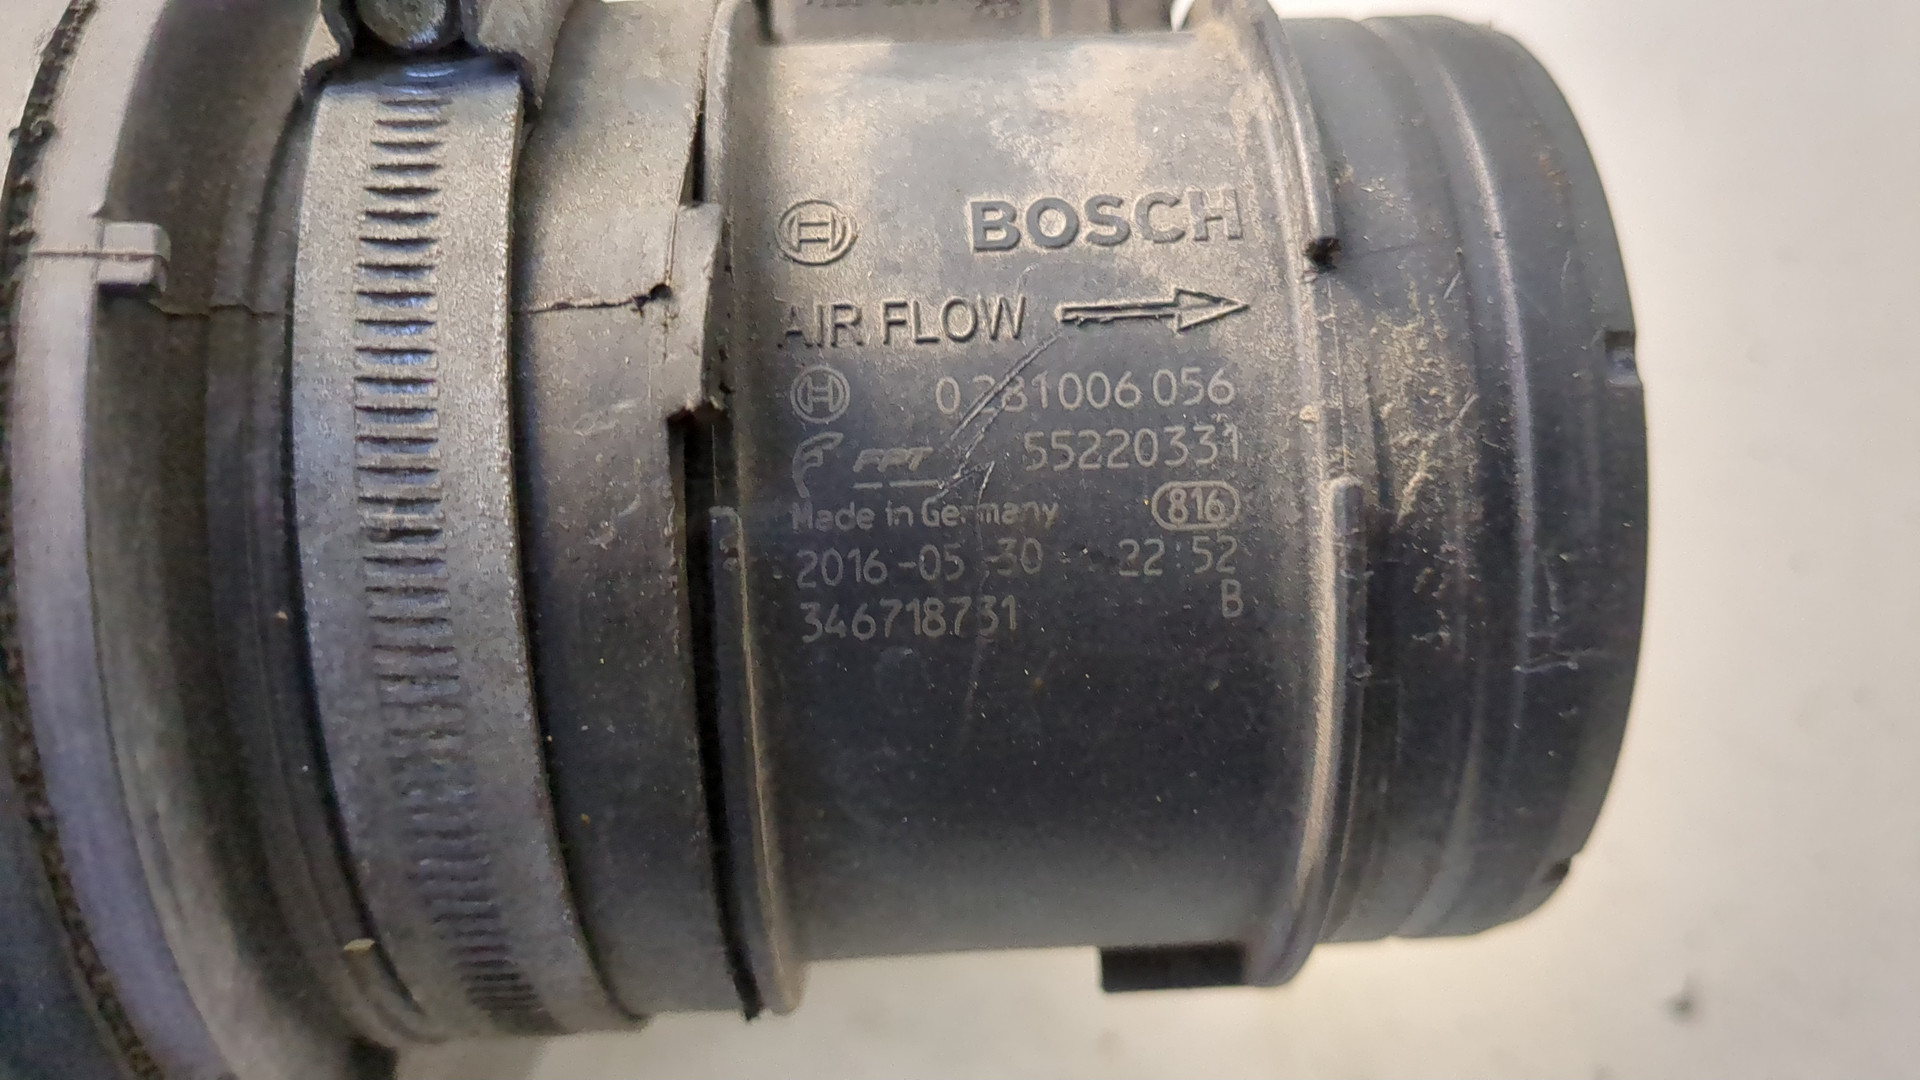 BOSCH
AIR FLOW
0 281 006 056
FPT 55220331
Made in Germany 816
2016-05-30 22:52
346718731 B